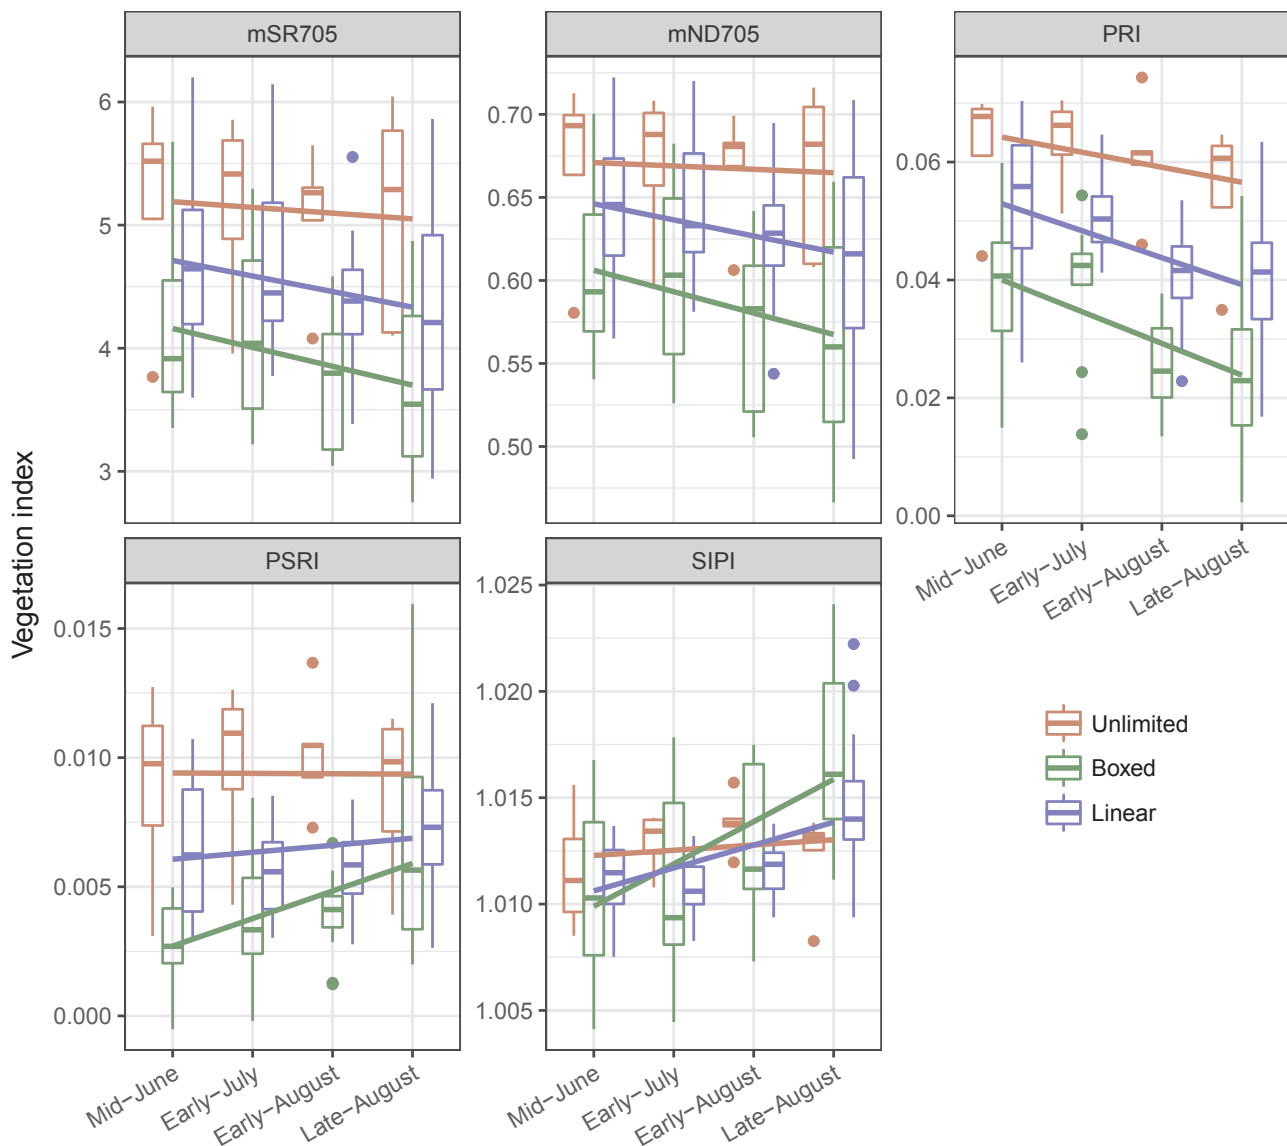 mSR705
mND705
PRI
6
5
4
3
0.70
0.65
0.60
0.55
0.50
0.06
0.04
0.02
0.00
Vegetation index
Mid−June
Early−July
Early−August
Late−August
PSRI
SIPI
0.015
0.010
0.005
0.000
1.025
1.020
1.015
1.010
1.005
Unlimited
Boxed
Linear
Mid−June
Early−July
Early−August
Late−August
Mid−June
Early−July
Early−August
Late−August